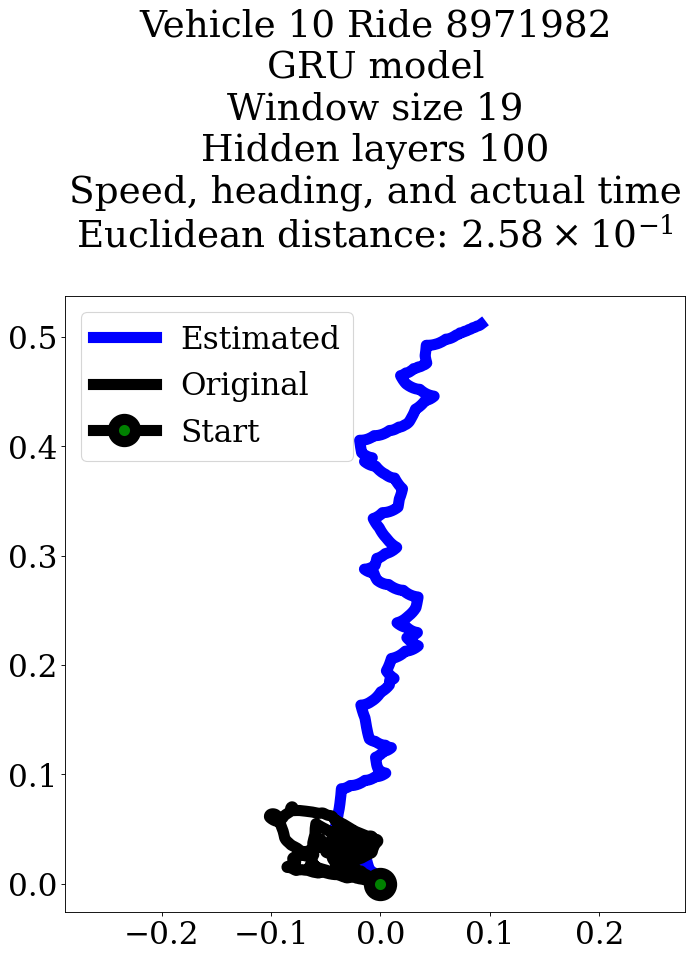 Vehicle 10 Ride 8971982
GRU model
Window size 19
Hidden layers 100
Speed, heading, and actual time
Euclidean distance: 2.58 × 10⁻¹
Estimated
Original
Start
0.5
0.4
0.3
0.2
0.1
0.0
−0.2 −0.1 0.0 0.1 0.2